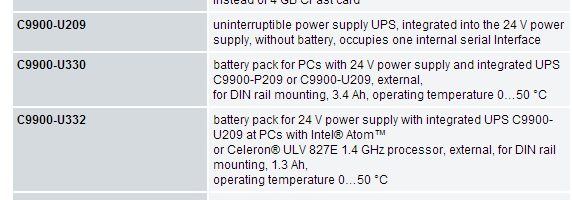 instead of 4 GB CFast card
C9900-U209
uninterruptible power supply UPS, integrated into the 24 V power
supply, without battery, occupies one internal serial Interface
C9900-U330
battery pack for PCs with 24 V power supply and integrated UPS
C9900-P209 or C9900-U209, external,
for DIN rail mounting, 3.4 Ah, operating temperature 0…50 °C
C9900-U332
battery pack for 24 V power supply with integrated UPS C9900-
U209 at PCs with Intel® Atom™
or Celeron® ULV 827E 1.4 GHz processor, external, for DIN rail
mounting, 1.3 Ah,
operating temperature 0…50 °C